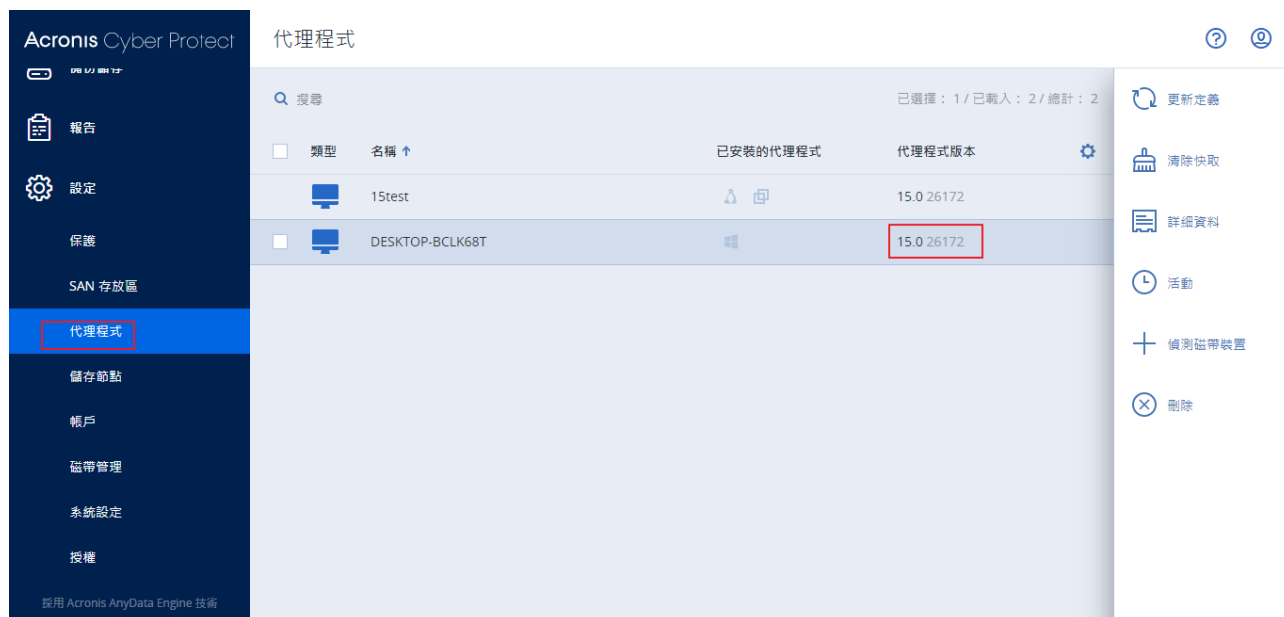 Acronis Cyber Protect
代理程式
報告
設定
保護
SAN 存放區
代理程式
儲存節點
帳戶
磁帶管理
系統設定
授權
採用 Acronis AnyData Engine 技術
搜尋
已選擇： 1 / 已載入： 2 / 總計： 2
類型 名稱 已安裝的代理程式 代理程式版本
15test 15.0 26172
DESKTOP-BCLK68T 15.0 26172
更新定義
清除快取
詳細資料
活動
偵測磁帶裝置
刪除